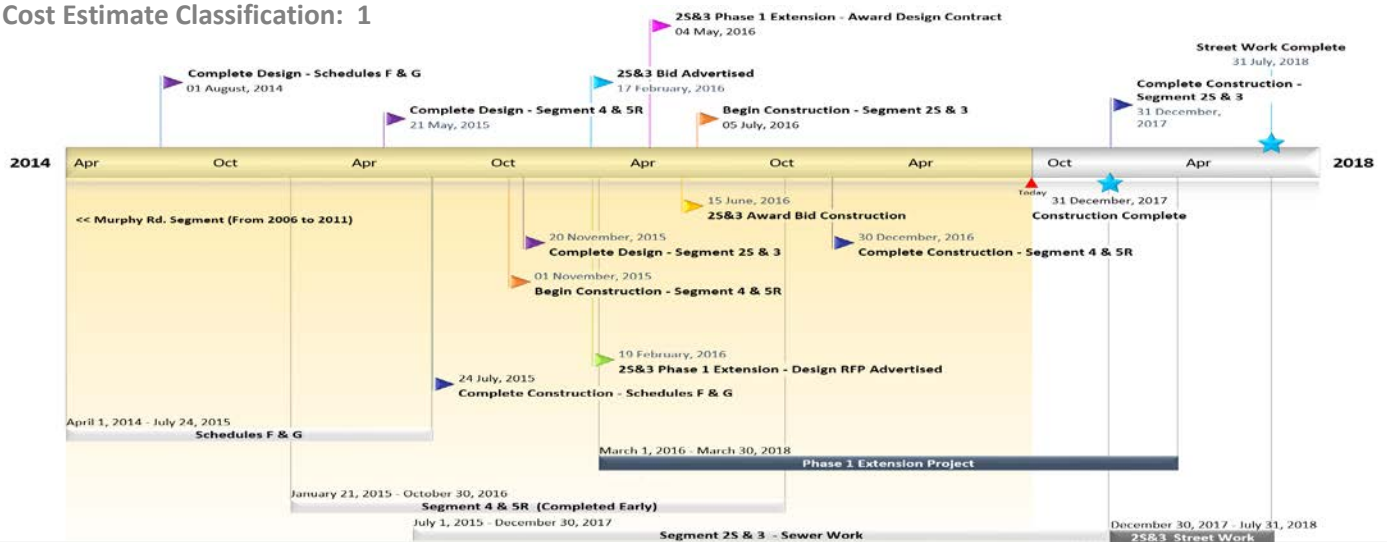 Cost Estimate Classification: 1
2S&3 Phase 1 Extension - Award Design Contract
04 May, 2016
Street Work Complete
31 July, 2018
Complete Design - Schedules F & G
01 August, 2014
2S&3 Bid Advertised
17 February, 2016
Complete Construction -
Segment 2S & 3
31 December,
2017
Complete Design - Segment 4 & 5R
21 May, 2015
Begin Construction - Segment 2S & 3
05 July, 2016
2014 Apr Oct Apr Oct Apr Oct Apr Oct Apr 2018
Today
<< Murphy Rd. Segment (From 2006 to 2011)
15 June, 2016
2S&3 Award Bid Construction
31 December, 2017
Construction Complete
20 November, 2015
Complete Design - Segment 2S & 3
30 December, 2016
Complete Construction - Segment 4 & 5R
01 November, 2015
Begin Construction - Segment 4 & 5R
19 February, 2016
2S&3 Phase 1 Extension - Design RFP Advertised
24 July, 2015
Complete Construction - Schedules F & G
April 1, 2014 - July 24, 2015
Schedules F & G
March 1, 2016 - March 30, 2018
Phase 1 Extension Project
January 21, 2015 - October 30, 2016
Segment 4 & 5R (Completed Early)
July 1, 2015 - December 30, 2017
Segment 2S & 3 - Sewer Work
December 30, 2017 - July 31, 2018
2S&3 Street Work